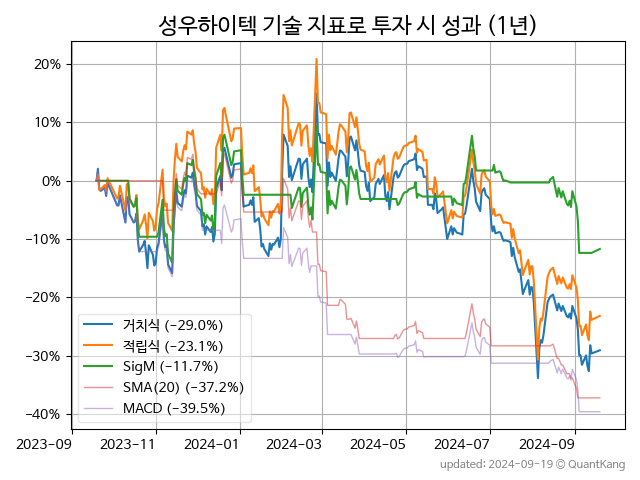 성우하이텍 기술 지표로 투자 시 성과 (1년)
20%
10%
0%
−10%
−20%
−30%
−40%
거치식 (−29.0%)
적립식 (−23.1%)
SigM (−11.7%)
SMA(20) (−37.2%)
MACD (−39.5%)
2023-09
2023-11
2024-01
2024-03
2024-05
2024-07
2024-09
updated: 2024-09-19 © QuantKang